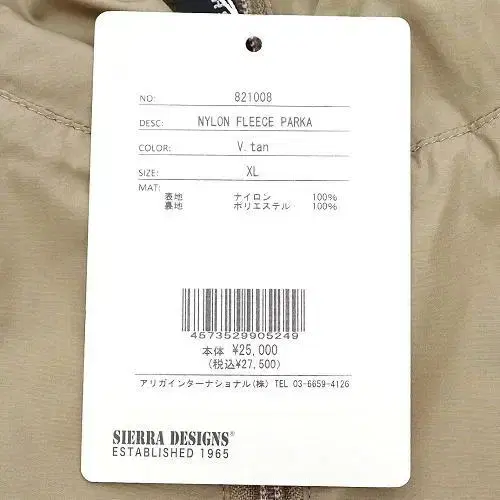 NO: 821008
DESC: NYLON FLEECE PARKA
COLOR: V.tan
SIZE: XL
MAT:
表地 ナイロン 100%
裏地 ポリエステル 100%
4573529905249
本体 ¥25,000
(税込¥27,500)
アリガインターナショナル(株) TEL 03-6659-4126
SIERRA DESIGNS®
ESTABLISHED 1965